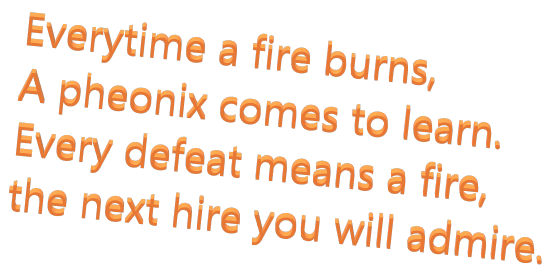 Everytime a fire burns,
A pheonix comes to learn.
Every defeat means a fire,
the next hire you will admire.